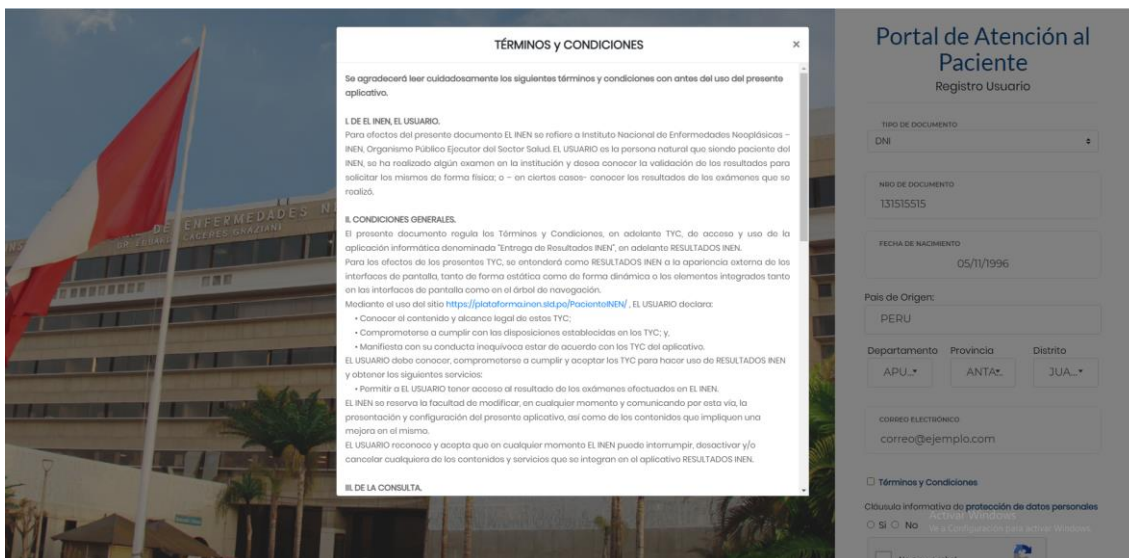 TÉRMINOS y CONDICIONES
×
Se agradecerá leer cuidadosamente los siguientes términos y condiciones con antes del uso del presente
aplicativo.
I. DE EL INEN, EL USUARIO.
Para efectos del presente documento EL INEN se refiere a Instituto Nacional de Enfermedades Neoplásicas –
INEN, Organismo Público Ejecutor del Sector Salud. EL USUARIO es la persona natural que siendo paciente del
INEN, se ha realizado algún examen en la institución y desea conocer la validación de los resultados para
solicitar los mismos de forma física; o – en ciertos casos- conocer los resultados de los exámenes que se
realizó.
II. CONDICIONES GENERALES.
El presente documento regula los Términos y Condiciones, en adelante TYC, de acceso y uso de la
aplicación informática denominada "Entrega de Resultados INEN", en adelante RESULTADOS INEN.
Para los efectos de los presentes TYC, se entenderá como RESULTADOS INEN a la apariencia externa de los
interfaces de pantalla, tanto de forma estática como de forma dinámica o los elementos integrados tanto
en las interfaces de pantalla como en el árbol de navegación.
Mediante el uso del sitio https://plataforma.inen.sld.pe/PacienteINEN/ , EL USUARIO declara:
• Conocer el contenido y alcance legal de estos TYC;
• Comprometerse a cumplir con las disposiciones establecidas en los TYC; y,
• Manifiesta con su conducta inequívoca estar de acuerdo con los TYC del aplicativo.
EL USUARIO debe conocer, comprometerse a cumplir y aceptar los TYC para hacer uso de RESULTADOS INEN
y obtener los siguientes servicios:
• Permitir a EL USUARIO tener acceso al resultado de los exámenes efectuados en EL INEN.
EL INEN se reserva la facultad de modificar, en cualquier momento y comunicando por esta vía, la
presentación y configuración del presente aplicativo, así como de los contenidos que impliquen una
mejora en el mismo.
EL USUARIO reconoce y acepta que en cualquier momento EL INEN puede interrumpir, desactivar y/o
cancelar cualquiera de los contenidos y servicios que se integran en el aplicativo RESULTADOS INEN.
III. DE LA CONSULTA.
DE ENFERMEDADES
CACERES GRAZIANI
Portal de Atención al
Paciente
Registro Usuario
TIPO DE DOCUMENTO
DNI
NRO DE DOCUMENTO
131515515
FECHA DE NACIMIENTO
05/11/1996
Pais de Origen:
PERU
Departamento Provincia Distrito
APU... ANTA... JUA...
CORREO ELECTRÓNICO
correo@ejemplo.com
Términos y Condiciones
Cláusula informativa de protección de datos personales
Si No
Activar Windows
Ve a Configuración para activar Windows.